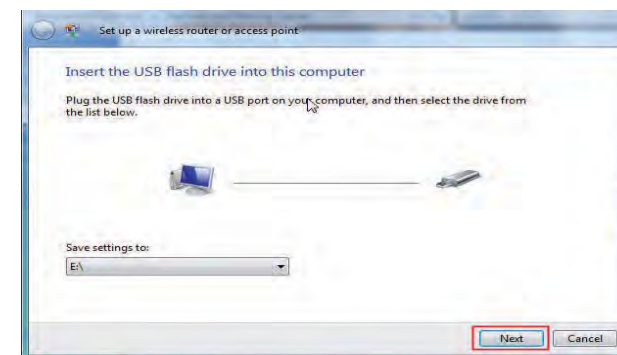 Set up a wireless router or access point
Insert the USB flash drive into this computer
Plug the USB flash drive into a USB port on your computer, and then select the drive from
the list below.
Save settings to:
E:\
Next
Cancel